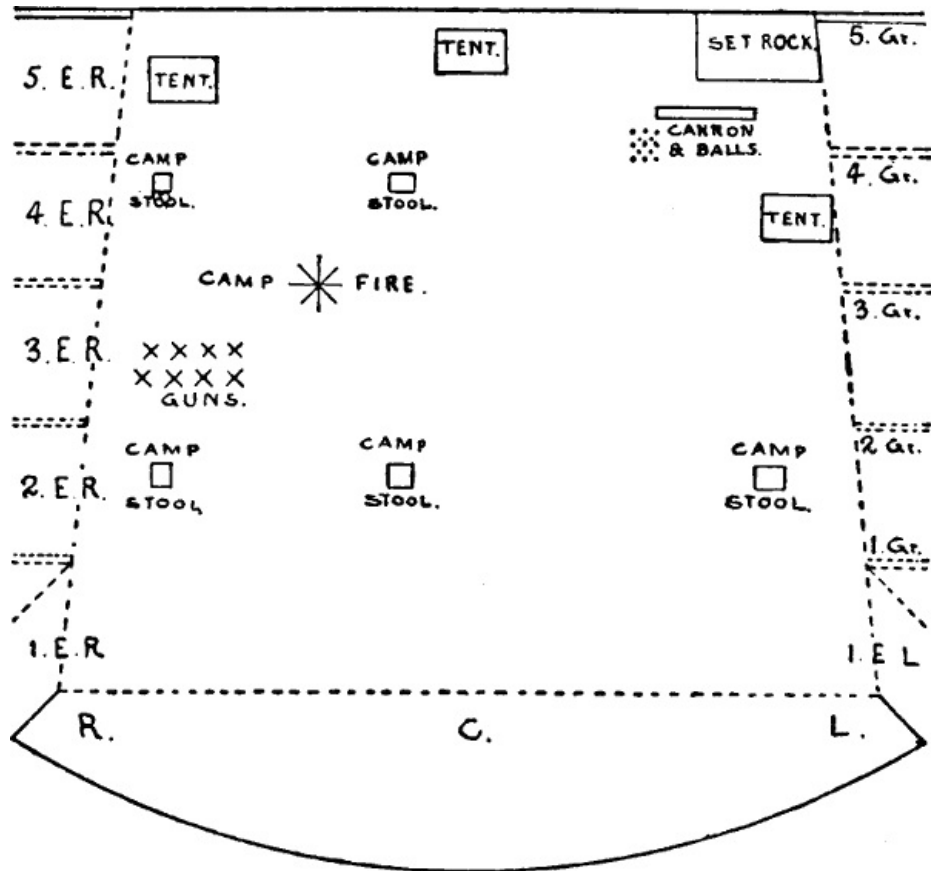 5. E. R.
TENT.
TENT.
SET ROCK.
5. Gr.
CANNON
& BALLS.
CAMP
STOOL.
CAMP
STOOL.
4. E. R.
4. Gr.
TENT.
CAMP FIRE.
3. E. R.
3. Gr.
GUNS.
CAMP
STOOL,
CAMP
STOOL.
CAMP
STOOL.
2. E. R.
2 Gr.
1. Gr.
1. E. R
1. E L
R. C. L.